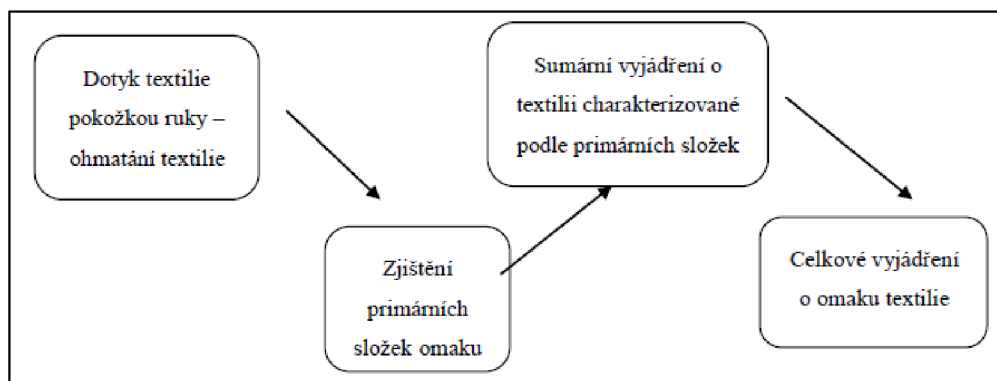 Dotyk textilie
pokožkou ruky –
ohmatání textilie
Zjištění
primárních
složek omaku
Sumární vyjádření o
textilii charakterizované
podle primárních složek
Celkové vyjádření
o omaku textilie